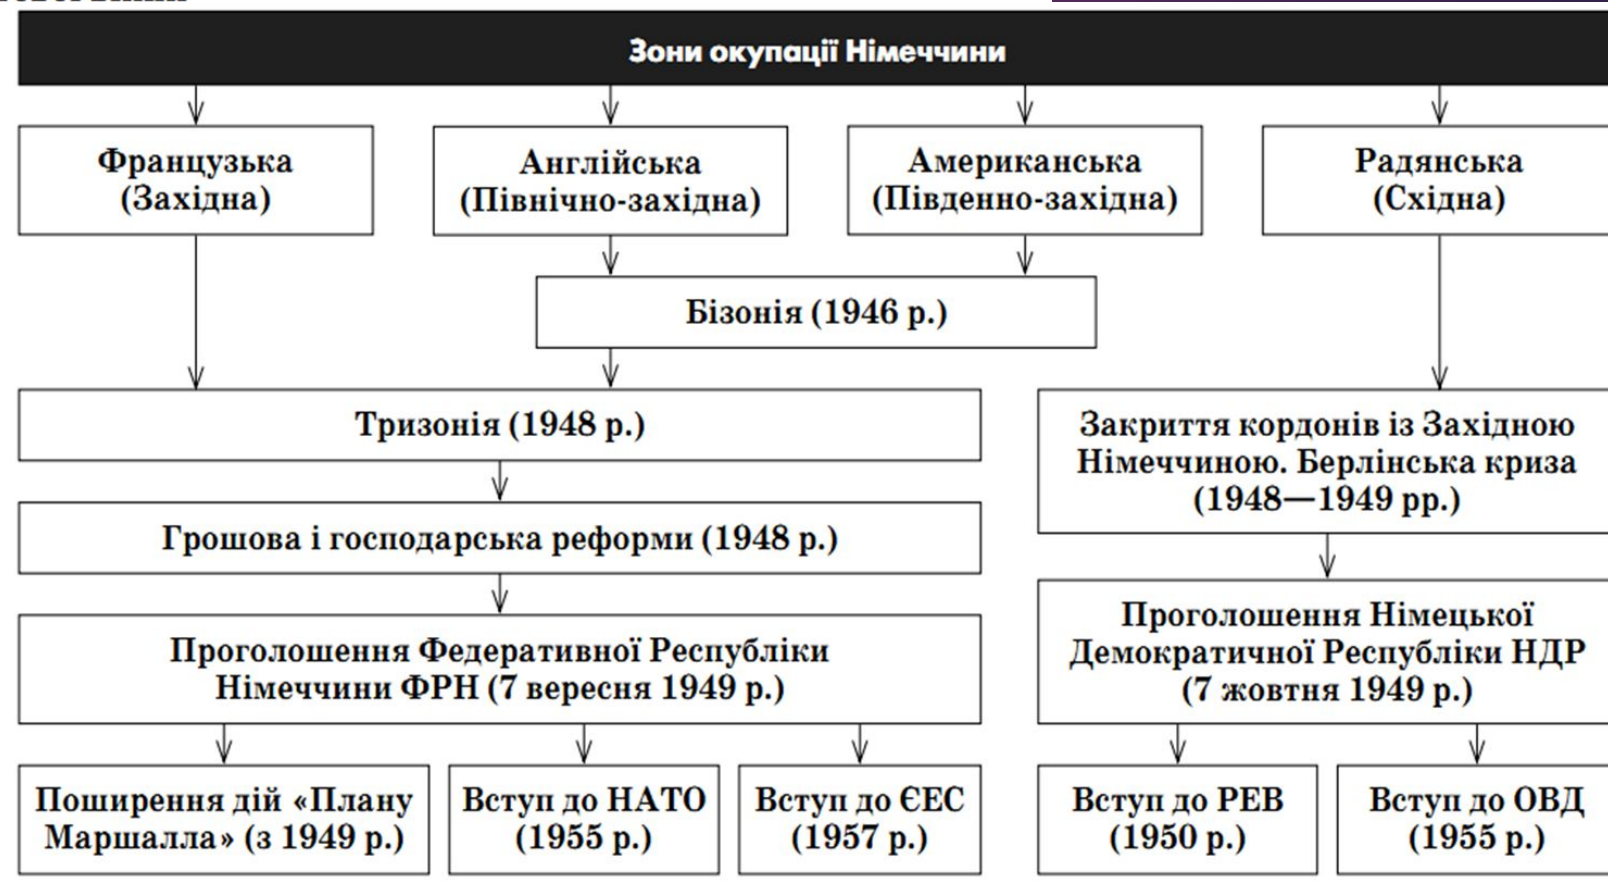 Зони окупації Німеччини
Французька
(Західна)
Англійська
(Північно-західна)
Американська
(Південно-західна)
Радянська
(Східна)
Бізонія (1946 р.)
Тризонія (1948 р.)
Закриття кордонів із Західною
Німеччиною. Берлінська криза
(1948—1949 рр.)
Грошова і господарська реформи (1948 р.)
Проголошення Федеративної Республіки
Німеччини ФРН (7 вересня 1949 р.)
Проголошення Німецької
Демократичної Республіки НДР
(7 жовтня 1949 р.)
Поширення дій «Плану
Маршалла» (з 1949 р.)
Вступ до НАТО
(1955 р.)
Вступ до ЄЕС
(1957 р.)
Вступ до РЕВ
(1950 р.)
Вступ до ОВД
(1955 р.)